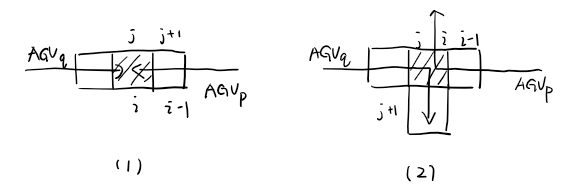 j j+1
AGVq
AGVp
i i-1
(1)
j i i-1
AGVq
AGVp
j+1
(2)